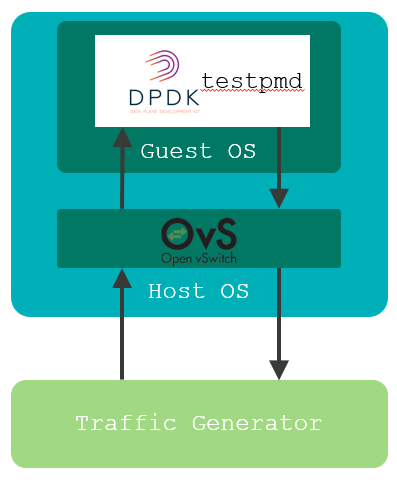 testpmd
DPDK
DATA PLANE DEVELOPMENT KIT
Guest OS
OvS
Open vSwitch
Host OS
Traffic Generator